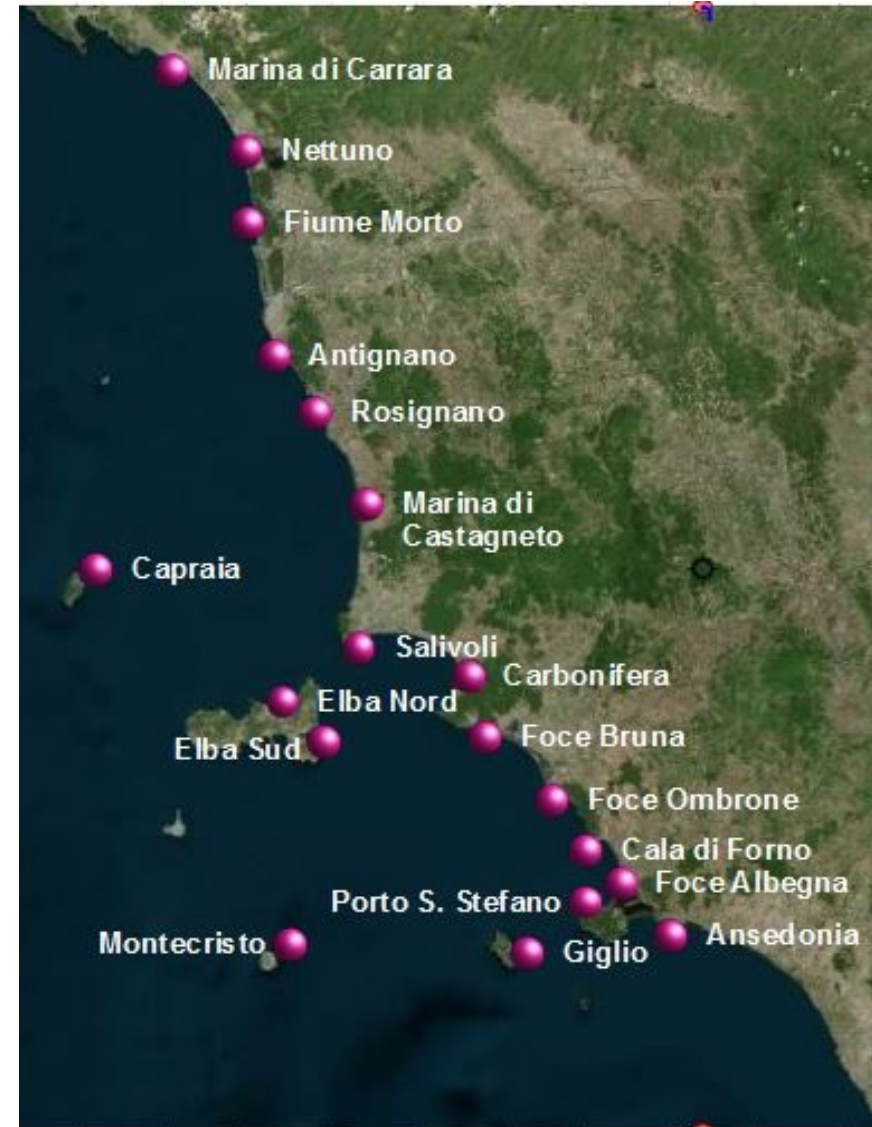 Marina di Carrara
Nettuno
Fiume Morto
Antignano
Rosignano
Marina di
Castagneto
Capraia
Salivoli
Carbonifera
Elba Nord
Foce Bruna
Elba Sud
Foce Ombrone
Cala di Forno
Foce Albegna
Porto S. Stefano
Ansedonia
Montecristo
Giglio